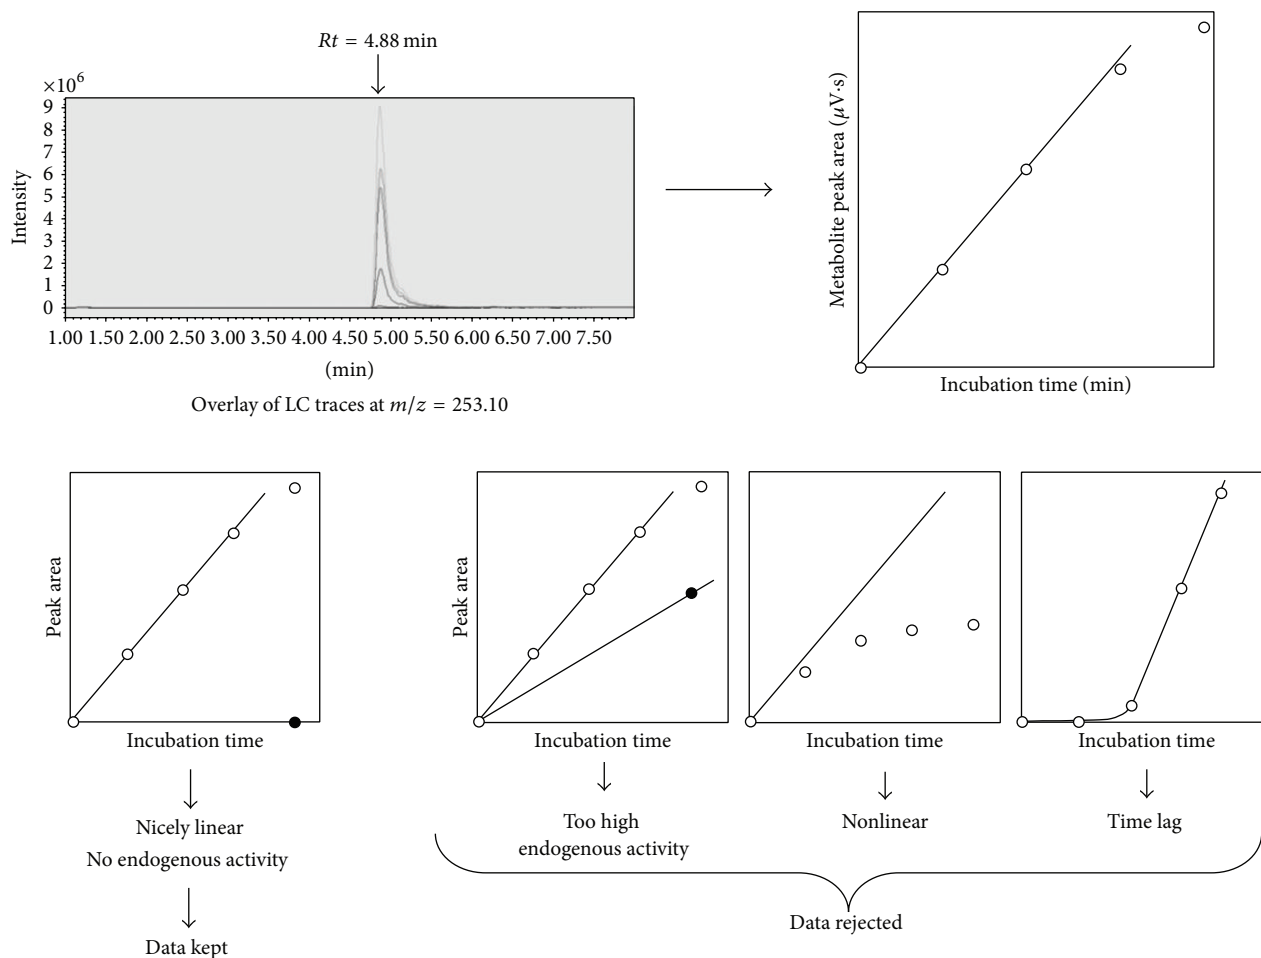 Rt = 4.88 min
×10⁶
9
8
7
6
5
4
3
2
1
0
Intensity
1.00 1.50 2.00 2.50 3.00 3.50 4.00 4.50 5.00 5.50 6.00 6.50 7.00 7.50
(min)
Overlay of LC traces at m/z = 253.10
Metabolite peak area (μV·s)
Incubation time (min)
Peak area
Incubation time
Nicely linear
No endogenous activity
Data kept
Peak area
Incubation time
Too high
endogenous activity
Incubation time
Nonlinear
Incubation time
Time lag
Data rejected